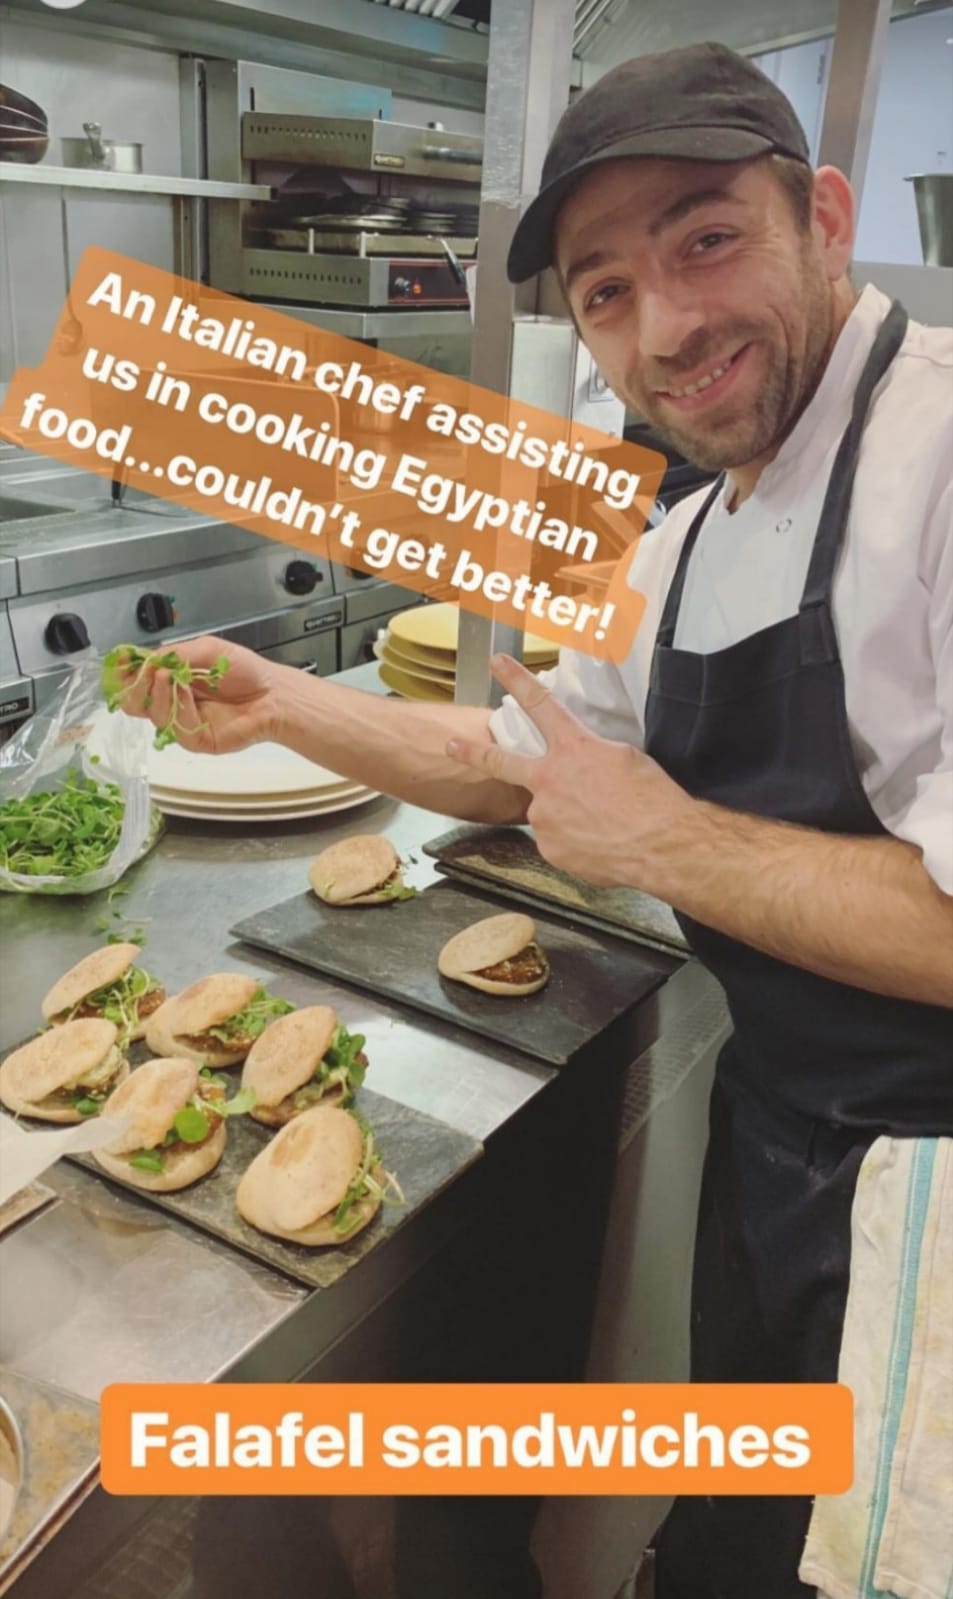 An Italian chef assisting
us in cooking Egyptian
food...couldn't get better!
Falafel sandwiches